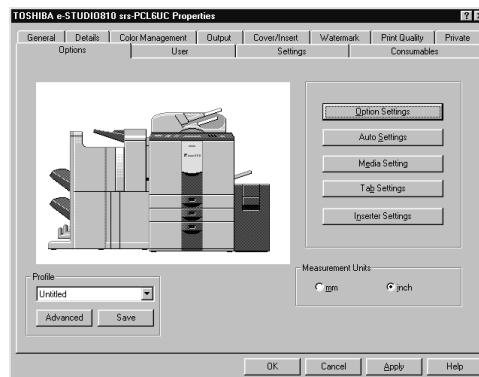 TOSHIBA e-STUDIO810 srs-PCL6UC Properties
General Details Color Management Output Cover/Insert Watermark Print Quality Private
Options User Settings Consumables
Option Settings
Auto Settings
Media Setting
Tab Settings
Inserter Settings
Measurement Units
mm inch
Profile
Untitled
Advanced Save
OK Cancel Apply Help